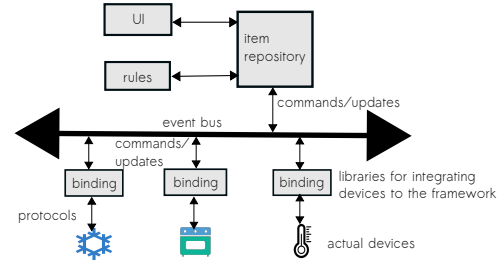 UI
item
repository
rules
commands/updates
event bus
commands/
updates
binding
binding
binding
libraries for integrating
devices to the framework
protocols
actual devices